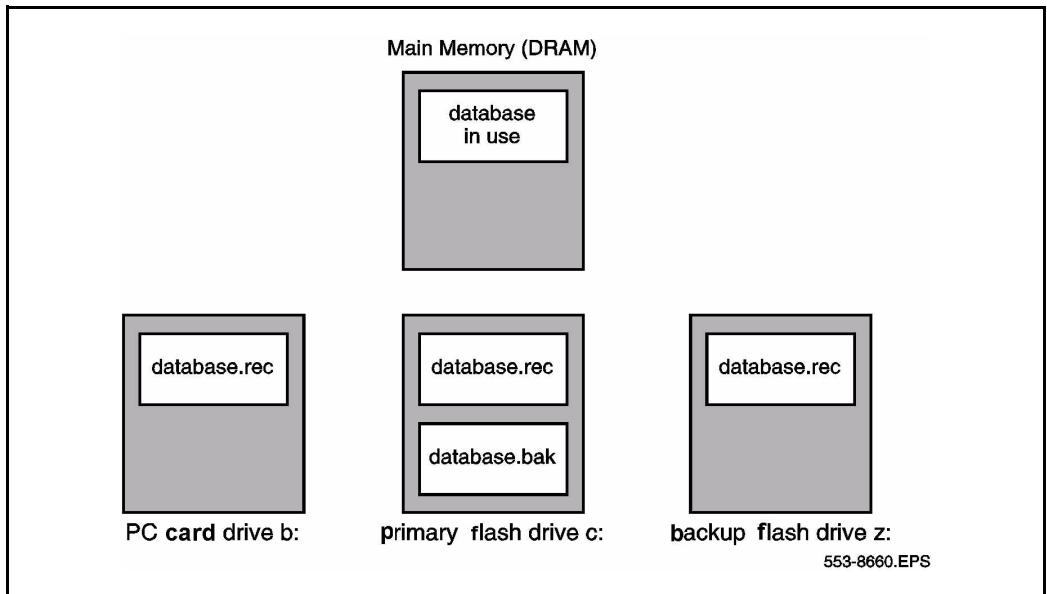 Main Memory (DRAM)
database
in use
database.rec
database.rec
database.rec
database.bak
PC card drive b:
primary flash drive c:
backup flash drive z:
553-8660.EPS